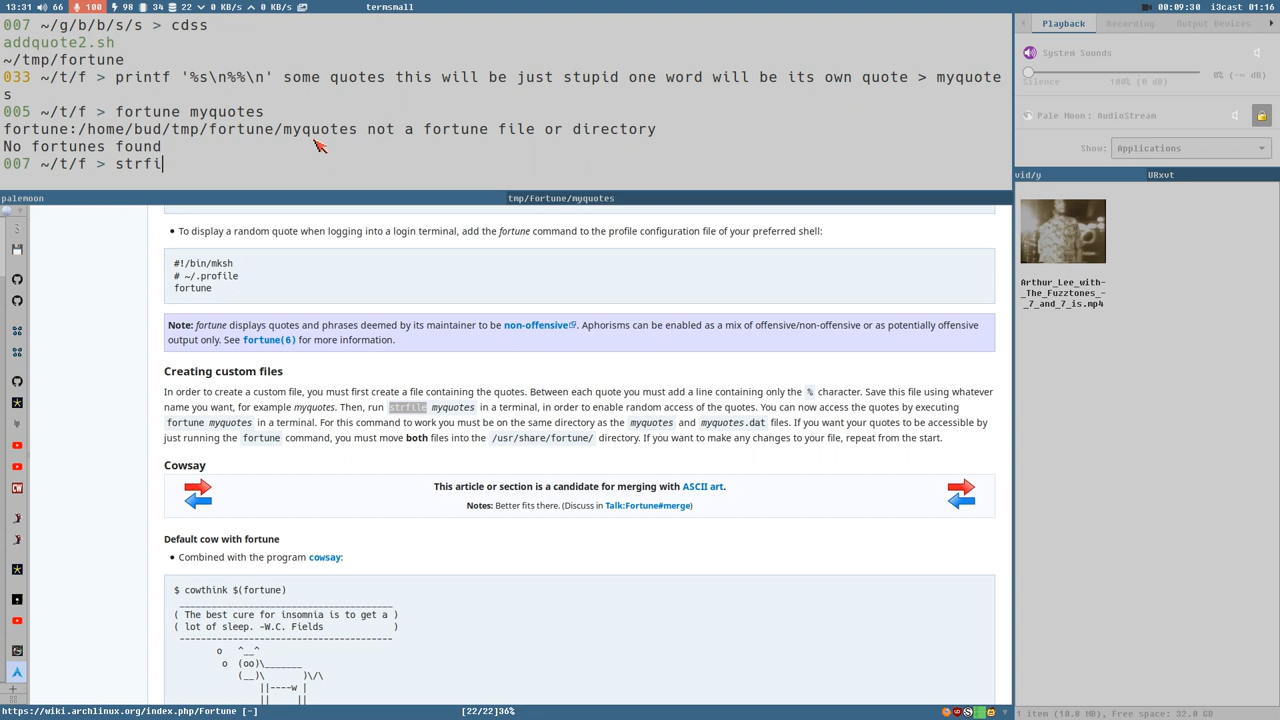 13:31 66 100 98 34 22 0 KB/s 0 KB/s termsmall 00:09:30 i3cast 01:16
007 ~/g/b/b/s/s > cdss
addquote2.sh
~/tmp/fortune
033 ~/t/f > printf '%s\n%%\n' some quotes this will be just stupid one word will be its own quote > myquote
s
005 ~/t/f > fortune myquotes
fortune:/home/bud/tmp/fortune/myquotes not a fortune file or directory
No fortunes found
007 ~/t/f > strfi
palemoon tmp/fortune/myquotes
• To display a random quote when logging into a login terminal, add the fortune command to the profile configuration file of your preferred shell:
#!/bin/mksh
# ~/.profile
fortune
Note: fortune displays quotes and phrases deemed by its maintainer to be non-offensive. Aphorisms can be enabled as a mix of offensive/non-offensive or as potentially offensive
output only. See fortune(6) for more information.
Creating custom files
In order to create a custom file, you must first create a file containing the quotes. Between each quote you must add a line containing only the % character. Save this file using whatever
name you want, for example myquotes. Then, run strfile myquotes in a terminal, in order to enable random access of the quotes. You can now access the quotes by executing
fortune myquotes in a terminal. For this command to work you must be on the same directory as the myquotes and myquotes.dat files. If you want your quotes to be accessible by
just running the fortune command, you must move both files into the /usr/share/fortune/ directory. If you want to make any changes to your file, repeat from the start.
Cowsay
This article or section is a candidate for merging with ASCII art.
Notes: Better fits there. (Discuss in Talk:Fortune#merge)
Default cow with fortune
• Combined with the program cowsay:
$ cowthink $(fortune)
________________________________________
( The best cure for insomnia is to get a )
( lot of sleep. -W.C. Fields )
----------------------------------------
o ^__^
o (oo)\_______
(__)\ )\/\
||----w |
|| ||
https://wiki.archlinux.org/index.php/Fortune [-] [22/22]36%
Playback Recording Output Devices
System Sounds
Silence 100% (0 dB) 0% (-∞ dB)
Pale Moon: AudioStream
Show: Applications
vid/y URxvt
Arthur_Lee_with-
_The_Fuzztones_-
_7_and_7_is.mp4
1 item (10.8 MB), Free space: 32.0 GB